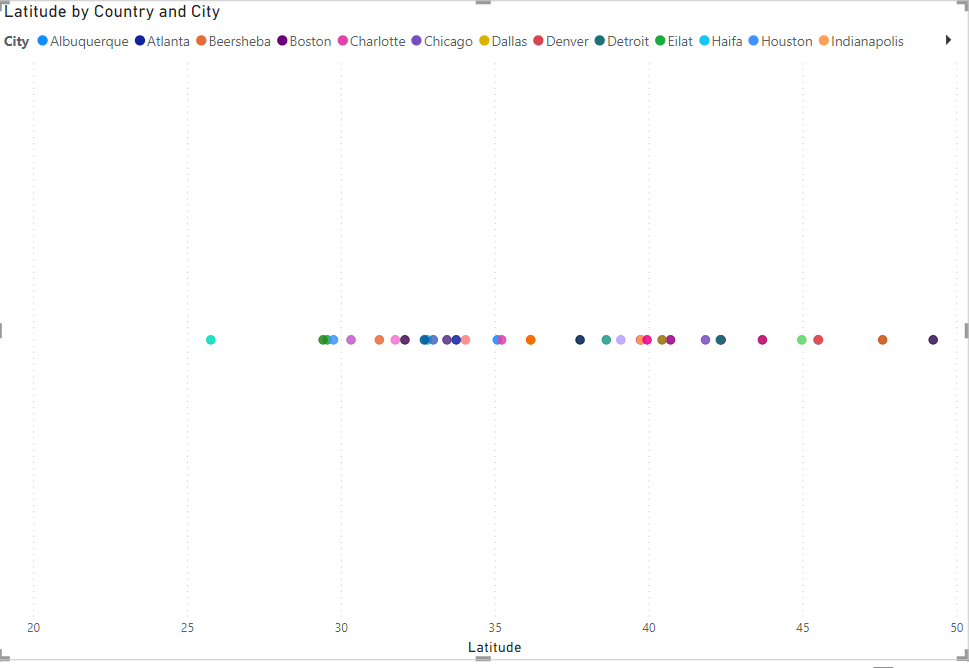 Latitude by Country and City
City Albuquerque Atlanta Beersheba Boston Charlotte Chicago Dallas Denver Detroit Eilat Haifa Houston Indianapolis
20 25 30 35 40 45 50
Latitude